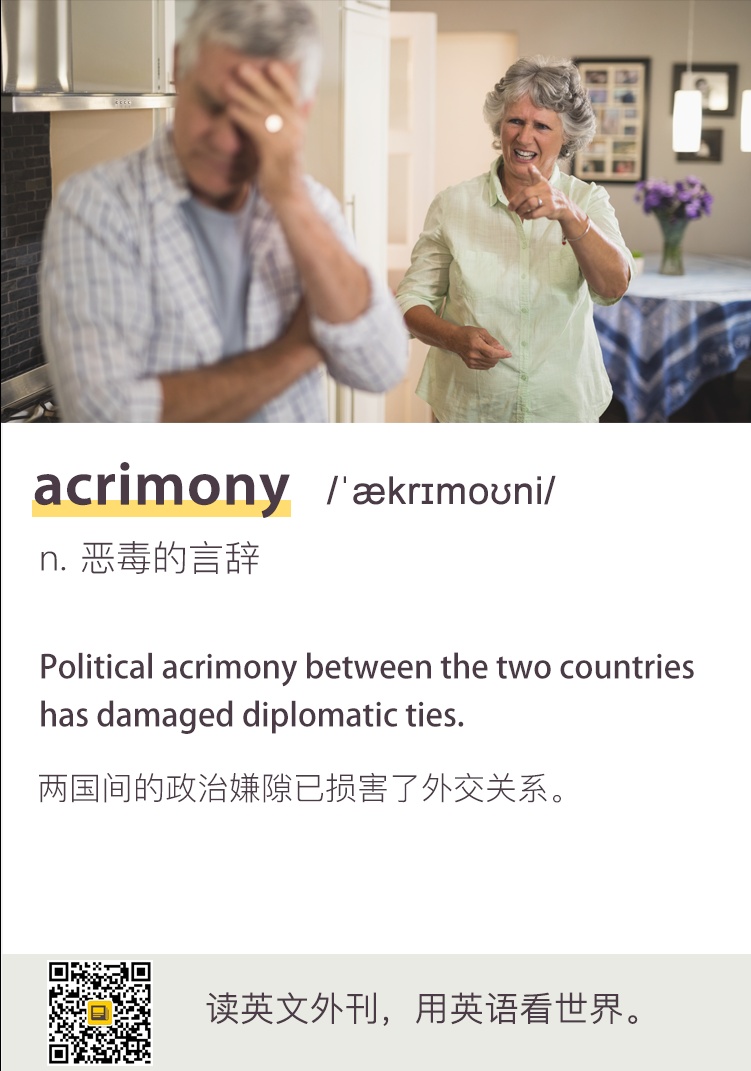 acrimony /ˈækrɪmoʊni/
n. 恶毒的言辞
Political acrimony between the two countries
has damaged diplomatic ties.
两国间的政治嫌隙已损害了外交关系。
读英文外刊，用英语看世界。